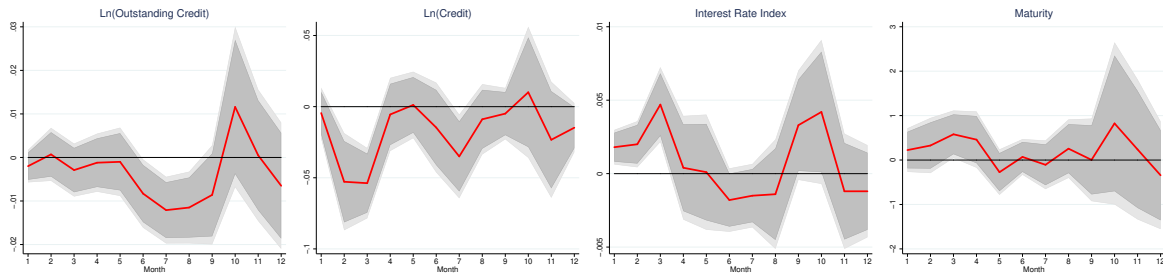 Ln(Outstanding Credit)
.03
.02
.01
0
-.01
-.02
1 2 3 4 5 6 7 8 9 10 11 12
Month
Ln(Credit)
.05
0
-.05
-.1
1 2 3 4 5 6 7 8 9 10 11 12
Month
Interest Rate Index
.01
.005
0
-.005
1 2 3 4 5 6 7 8 9 10 11 12
Month
Maturity
3
2
1
0
-1
-2
1 2 3 4 5 6 7 8 9 10 11 12
Month